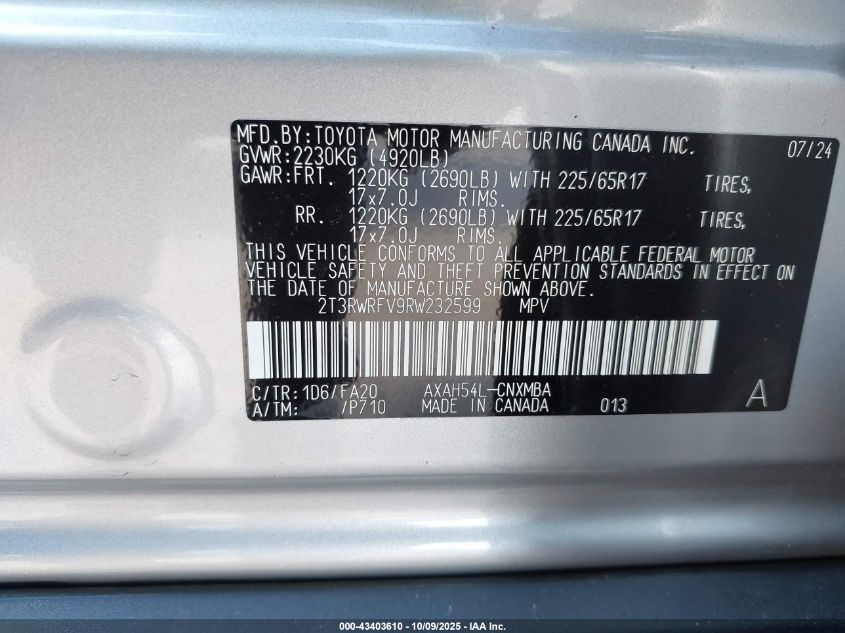 MFD.BY:TOYOTA MOTOR MANUFACTURING CANADA INC. 07/24
GVWR:2230KG (4920LB)
GAWR:FRT. 1220KG (2690LB) WITH 225/65R17 TIRES,
17x7.0J RIMS.
RR. 1220KG (2690LB) WITH 225/65R17 TIRES,
17x7.0J RIMS.
THIS VEHICLE CONFORMS TO ALL APPLICABLE FEDERAL MOTOR
VEHICLE SAFETY AND THEFT PREVENTION STANDARDS IN EFFECT ON
THE DATE OF MANUFACTURE SHOWN ABOVE.
2T3RWRFV9RW232599 MPV
C/TR:1D6/FA20 AXAH54L-CNXMBA
A/TM: /P710 MADE IN CANADA 013 A
000-43403610 - 10/09/2025 - IAA Inc.